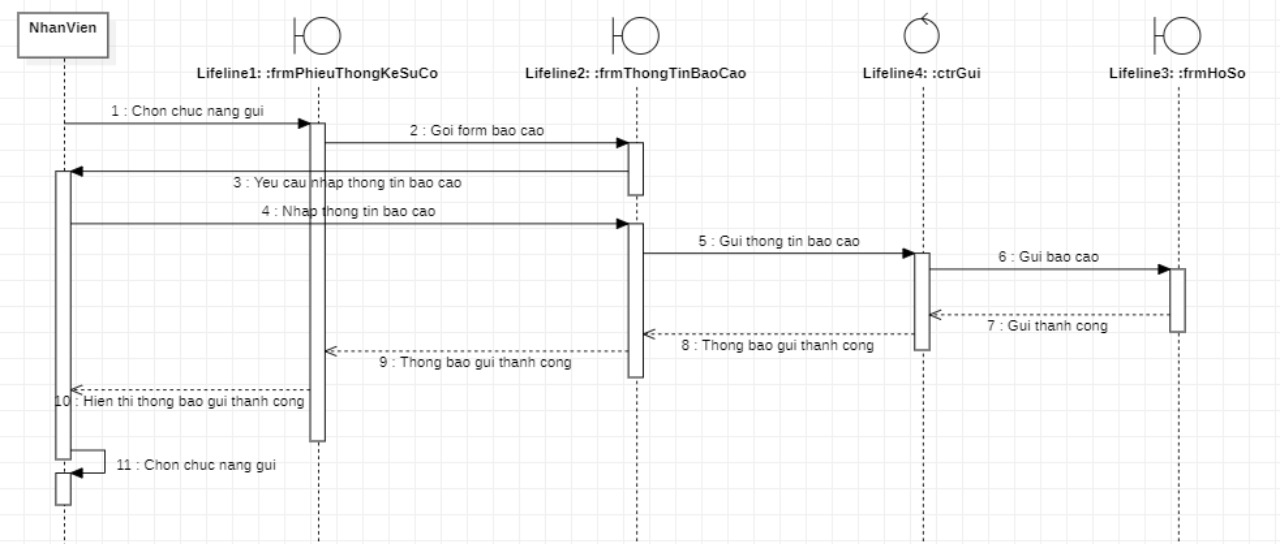 NhanVien
Lifeline1: :frmPhieuThongKeSuCo
Lifeline2: :frmThongTinBaoCao
Lifeline4: :ctrGui
Lifeline3: :frmHoSo
1 : Chon chuc nang gui
2 : Goi form bao cao
3 : Yeu cau nhap thong tin bao cao
4 : Nhap thong tin bao cao
5 : Gui thong tin bao cao
6 : Gui bao cao
7 : Gui thanh cong
8 : Thong bao gui thanh cong
9 : Thong bao gui thanh cong
10 : Hien thi thong bao gui thanh cong
11 : Chon chuc nang gui